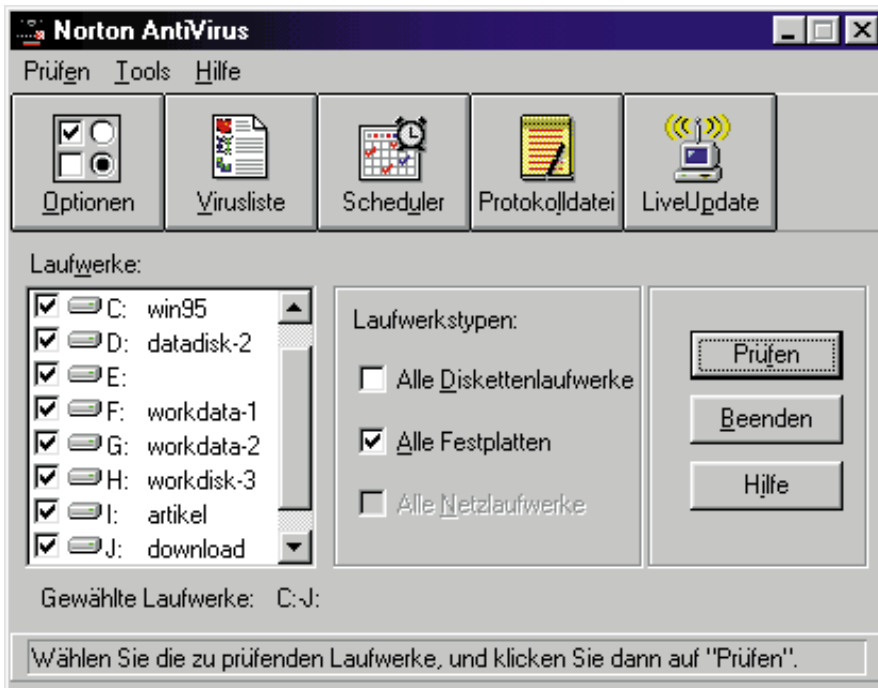 Norton AntiVirus
Prüfen Tools Hilfe
Optionen Virusliste Scheduler Protokolldatei LiveUpdate
Laufwerke:
C: win95
D: datadisk-2
E:
F: workdata-1
G: workdata-2
H: workdisk-3
I: artikel
J: download
Laufwerkstypen:
Alle Diskettenlaufwerke
Alle Festplatten
Alle Netzlaufwerke
Prüfen
Beenden
Hilfe
Gewählte Laufwerke: C:-J:
Wählen Sie die zu prüfenden Laufwerke, und klicken Sie dann auf "Prüfen".